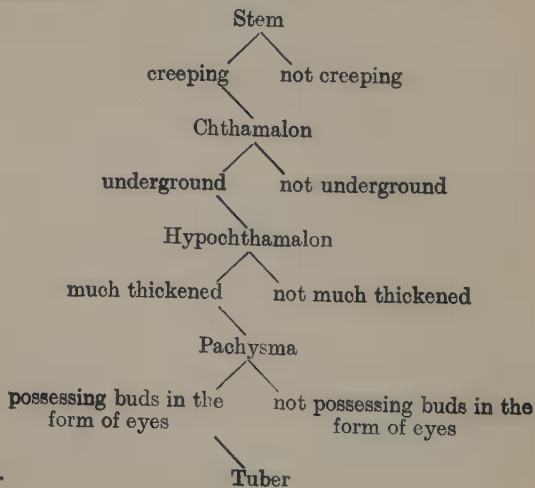 Stem
creeping not creeping
Chthamalon
underground not underground
Hypochthamalon
much thickened not much thickened
Pachysma
possessing buds in the not possessing buds in the
form of eyes form of eyes
Tuber